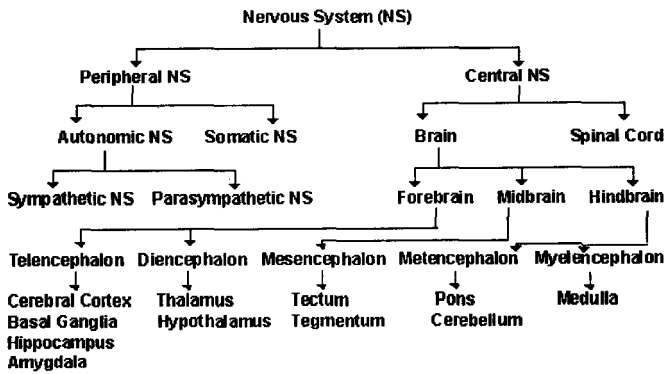 Nervous System (NS)
Peripheral NS Central NS
Autonomic NS Somatic NS Brain Spinal Cord
Sympathetic NS Parasympathetic NS Forebrain Midbrain Hindbrain
Telencephalon Diencephalon Mesencephalon Metencephalon Myelencephalon
Cerebral Cortex Thalamus Tectum Pons Medulla
Basal Ganglia Hypothalamus Tegmentum Cerebellum
Hippocampus
Amygdala